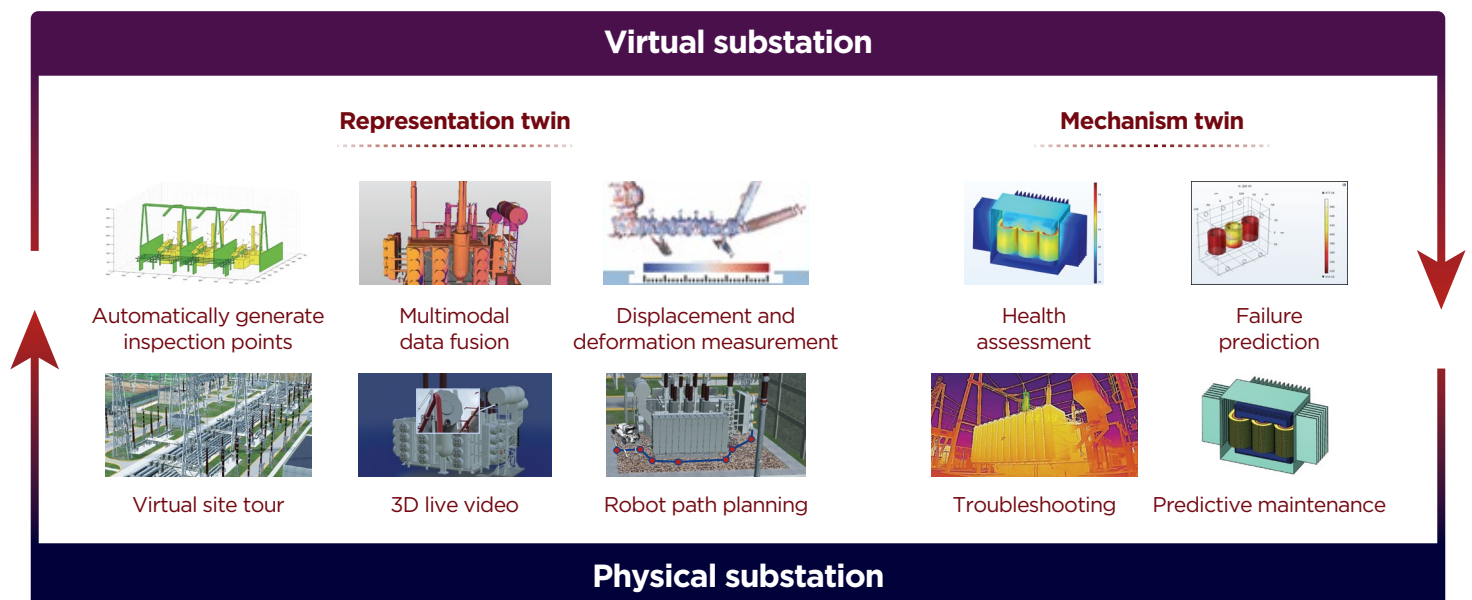 Virtual substation
Representation twin
Mechanism twin
Automatically generate
inspection points
Multimodal
data fusion
Displacement and
deformation measurement
Health
assessment
Failure
prediction
Virtual site tour
3D live video
Robot path planning
Troubleshooting
Predictive maintenance
Physical substation